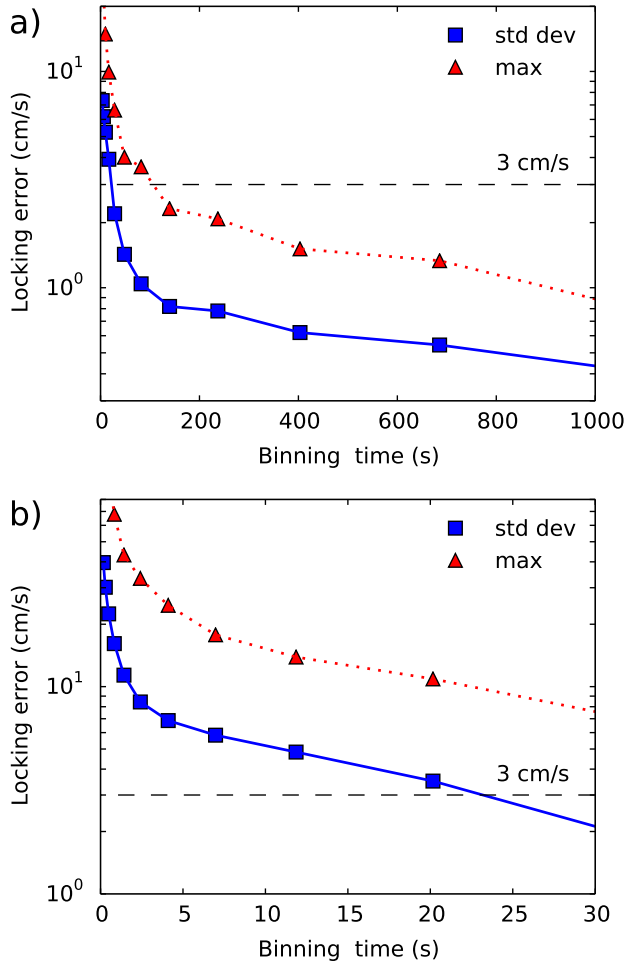 a)
std dev
max
10^1
3 cm/s
10^0
Locking error (cm/s)
0 200 400 600 800 1000
Binning time (s)
b)
std dev
max
10^1
3 cm/s
10^0
Locking error (cm/s)
0 5 10 15 20 25 30
Binning time (s)